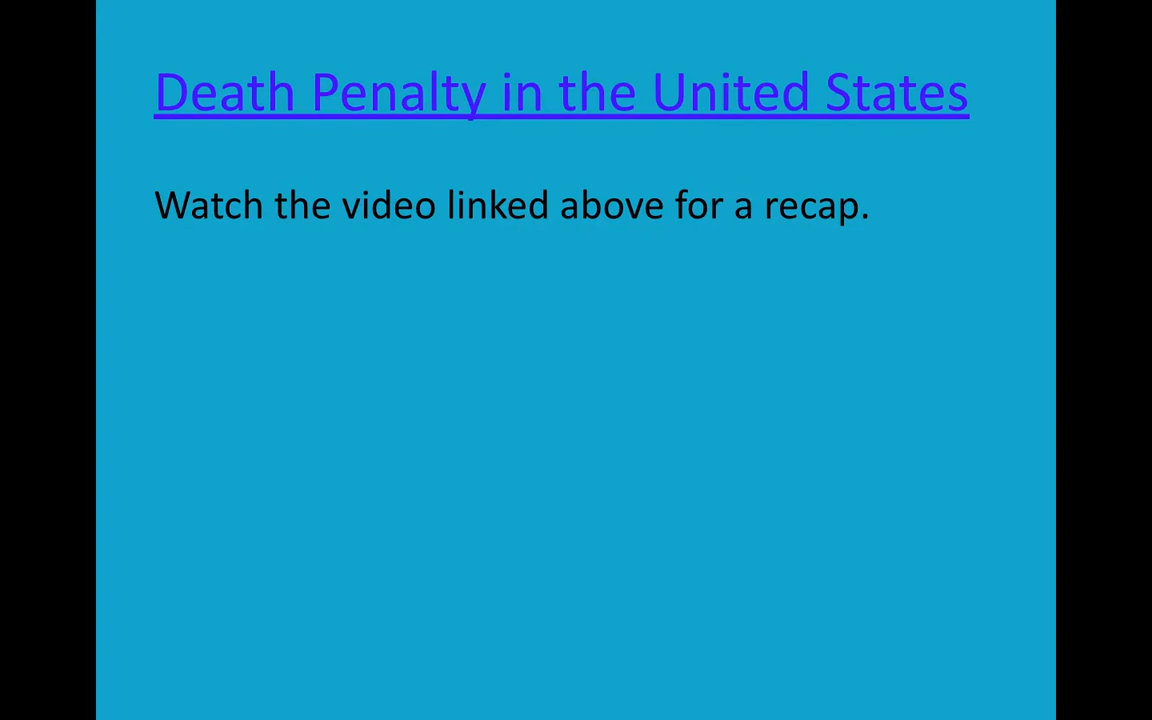 Death Penalty in the United States
Watch the video linked above for a recap.